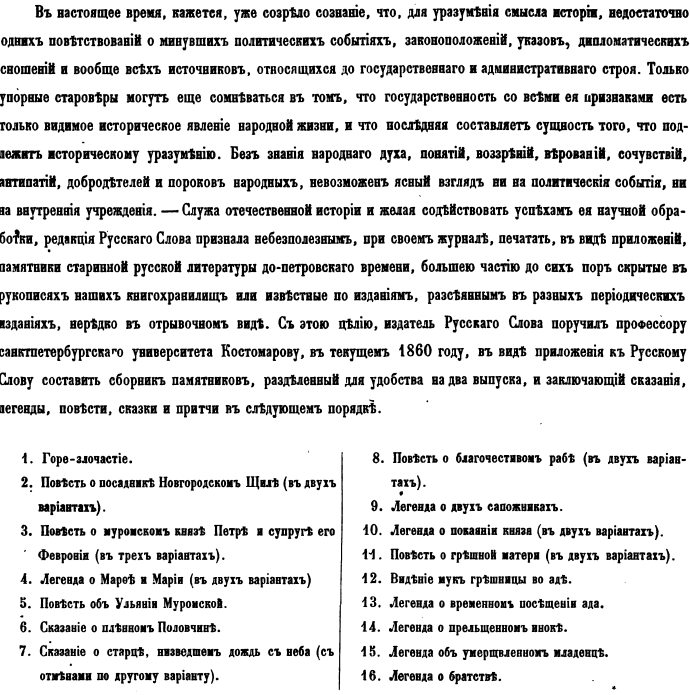 Въ настоящее время, кажется, уже созрѣло сознаніе, что, для уразумѣнія смысла исторіи, недостаточно
однихъ повѣтствованій о минувшихъ политическихъ событіяхъ, законоположеній, указовъ, дипломатическихъ
сношеній и вообще всѣхъ источниковъ, относящихся до государственнаго и административнаго строя. Только
упорные старовѣры могутъ еще сомнѣваться въ томъ, что государственность со всѣми ея признаками есть
только видимое историческое явленіе народной жизни, и что послѣдняя составляетъ сущность того, что под-
лежитъ историческому уразумѣнію. Безъ знанія народнаго духа, понятій, воззрѣній, вѣрованій, сочувствій,
антипатій, добродѣтелей и пороковъ народныхъ, невозможенъ ясный взглядъ ни на политическія событія, ни
на внутреннія учрежденія. — Служа отечественной исторіи и желая содѣйствовать успѣхамъ ея научной обра-
ботки, редакція Русскаго Слова признала небезполезнымъ, при своемъ журналѣ, печатать, въ видѣ приложеній,
памятники старинной русской литературы до-петровскаго времени, большею частію до сихъ поръ скрытые въ
рукописяхъ нашихъ книгохранилищъ или извѣстные по изданіямъ, разсѣяннымъ въ разныхъ періодическихъ
изданіяхъ, нерѣдко въ отрывочномъ видѣ. Съ этою цѣлію, издатель Русскаго Слова поручилъ профессору
санктпетербургскаго университета Костомарову, въ текущемъ 1860 году, въ видѣ приложенія къ Русскому
Слову составить сборникъ памятниковъ, раздѣленный для удобства на два выпуска, и заключающій сказанія,
легенды, повѣсти, сказки и притчи въ слѣдующемъ порядкѣ.
1. Горе-злочастіе.
2. Повѣсть о посадникѣ Новгородскомъ Щилѣ (въ двухъ
варіантахъ).
3. Повѣсть о муромскомъ князѣ Петрѣ и супругѣ его
Февроніи (въ трехъ варіантахъ).
4. Легенда о Марѳѣ и Маріи (въ двухъ варіантахъ)
5. Повѣсть объ Ульяніи Муромской.
6. Сказаніе о плѣнномъ Половчинѣ.
7. Сказаніе о старцѣ, низведшемъ дождь съ неба (съ
отмѣнами по другому варіанту).
8. Повѣсть о благочестивомъ рабѣ (въ двухъ варіан-
тахъ).
9. Легенда о двухъ сапожникахъ.
10. Легенда о покаяніи князя (въ двухъ варіантахъ).
11. Повѣсть о грѣшной матери (въ двухъ варіантахъ).
12. Видѣніе мукъ грѣшницы во адѣ.
13. Легенда о временномъ посѣщеніи ада.
14. Легенда о прельщенномъ инокѣ.
15. Легенда объ умерщвленномъ младенцѣ.
16. Легенда о братствѣ.